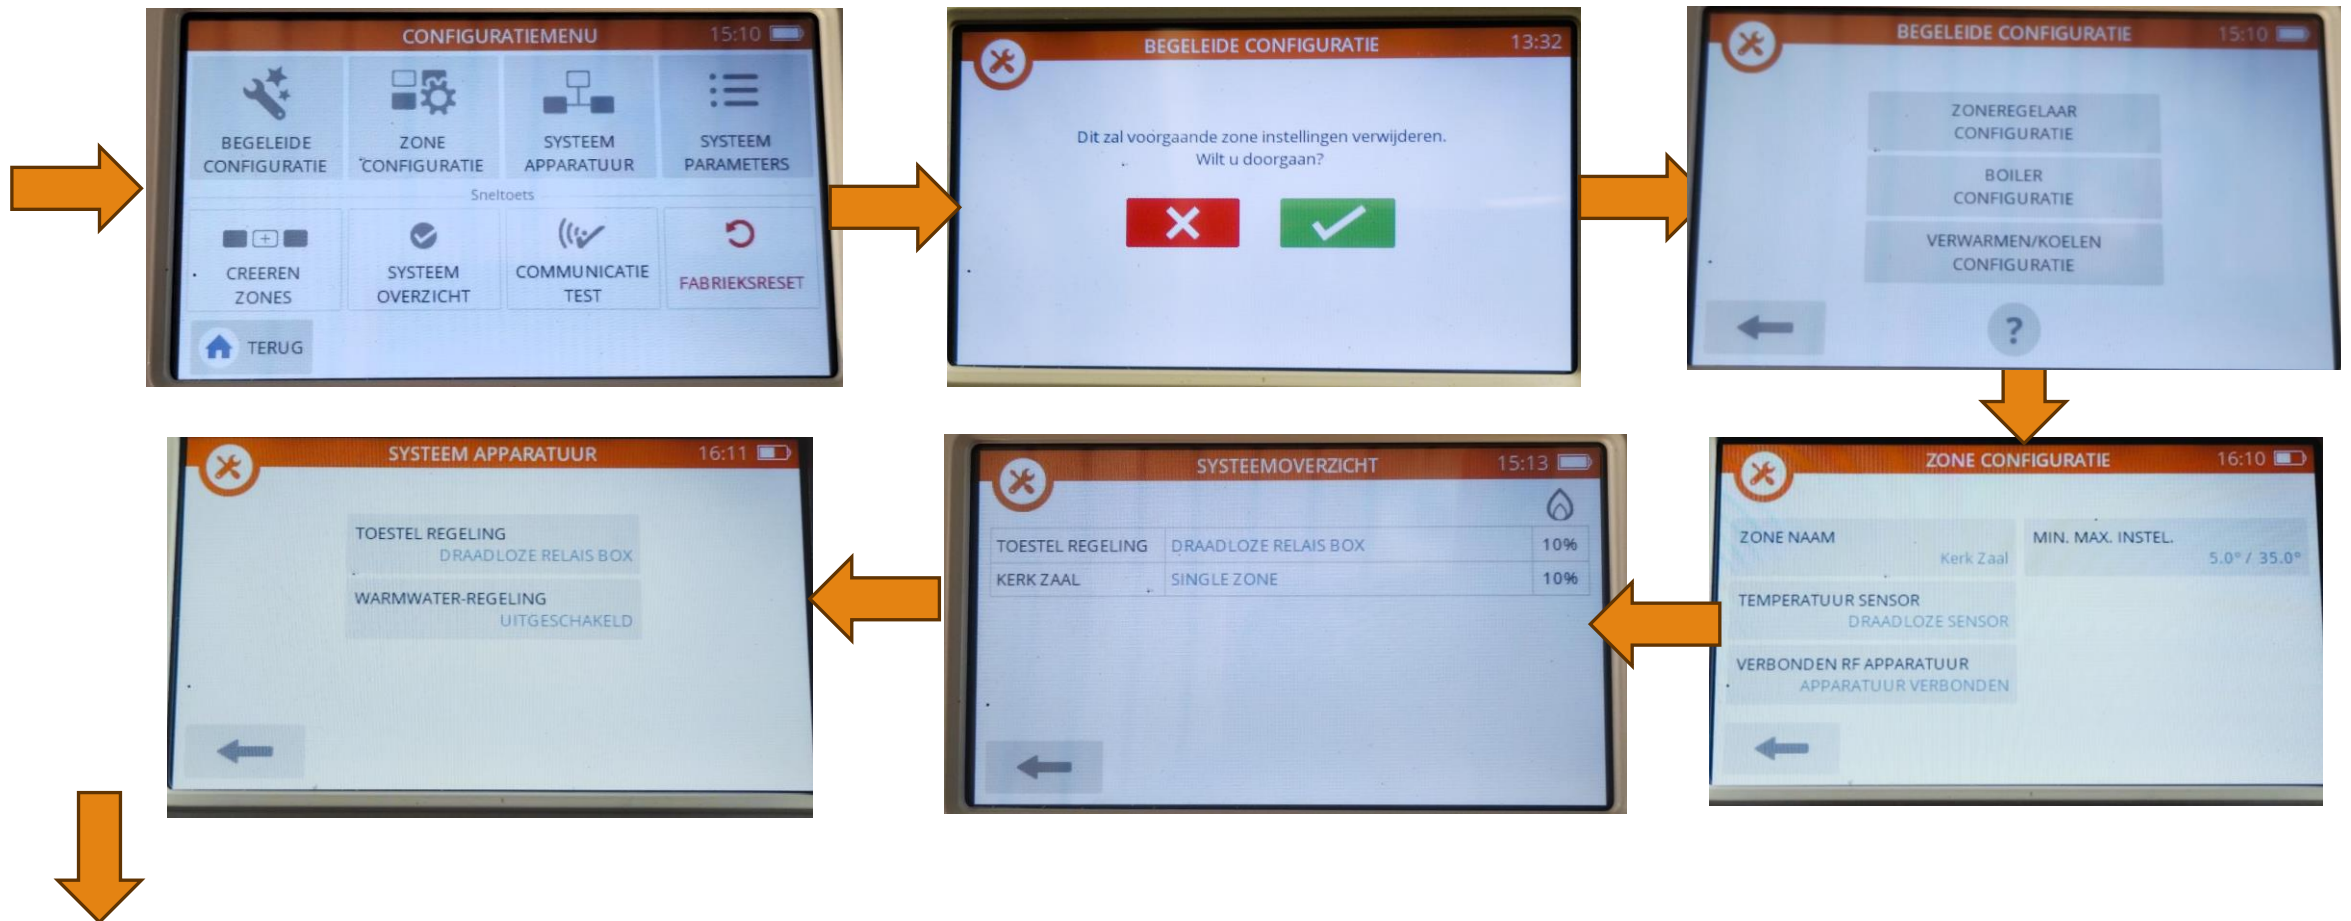 CONFIGURATIEMENU 15:10
BEGELEIDE CONFIGURATIE
ZONE CONFIGURATIE
SYSTEEM APPARATUUR
SYSTEEM PARAMETERS
Sneltoets
CREEREN ZONES
SYSTEEM OVERZICHT
COMMUNICATIE TEST
FABRIEKSRESET
TERUG
BEGELEIDE CONFIGURATIE 13:32
Dit zal voorgaande zone instellingen verwijderen.
Wilt u doorgaan?
BEGELEIDE CONFIGURATIE 15:10
ZONEREGELAAR
CONFIGURATIE
BOILER
CONFIGURATIE
VERWARMEN/KOELEN
CONFIGURATIE
?
SYSTEEM APPARATUUR 16:11
TOESTEL REGELING
DRAADLOZE RELAIS BOX
WARMWATER-REGELING
UITGESCHAKELD
SYSTEEMOVERZICHT 15:13
TOESTEL REGELING DRAADLOZE RELAIS BOX 10%
KERK ZAAL SINGLE ZONE 10%
ZONE CONFIGURATIE 16:10
ZONE NAAM
Kerk Zaal
MIN. MAX. INSTEL.
5.0° / 35.0°
TEMPERATUUR SENSOR
DRAADLOZE SENSOR
VERBONDEN RF APPARATUUR
APPARATUUR VERBONDEN